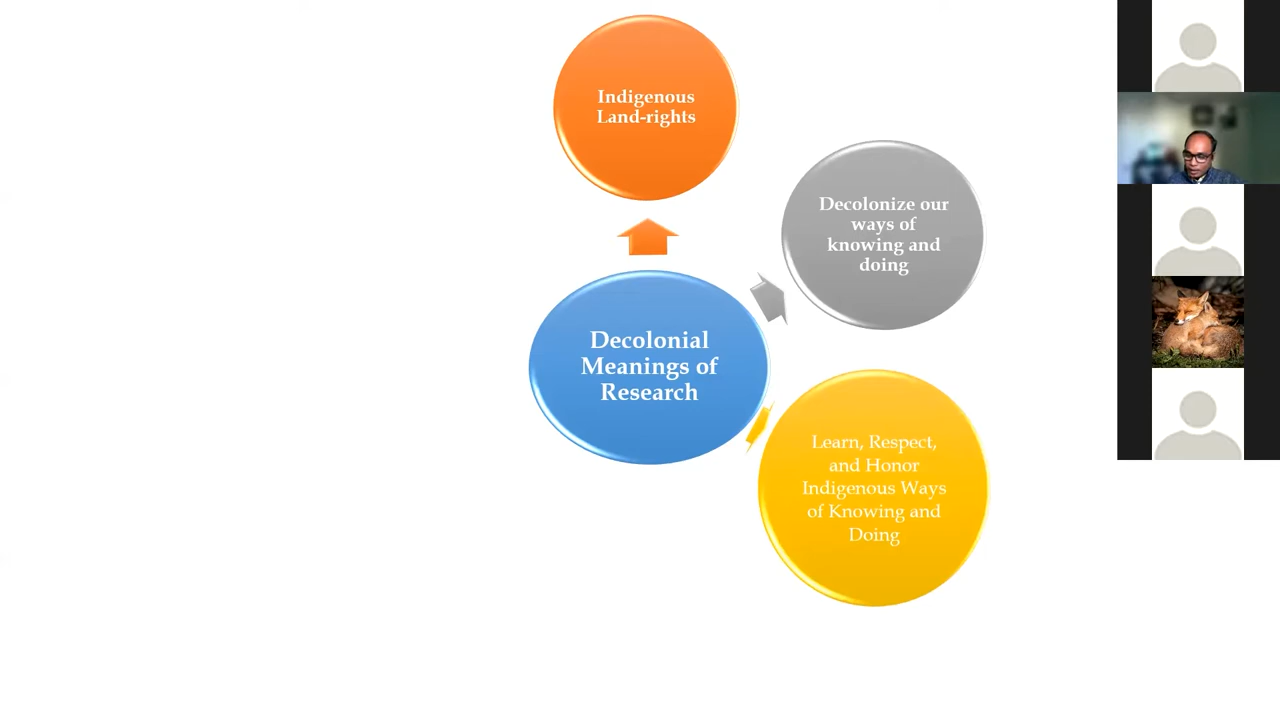 Indigenous
Land-rights
Decolonize our
ways of
knowing and
doing
Decolonial
Meanings of
Research
Learn, Respect,
and Honor
Indigenous Ways
of Knowing and
Doing